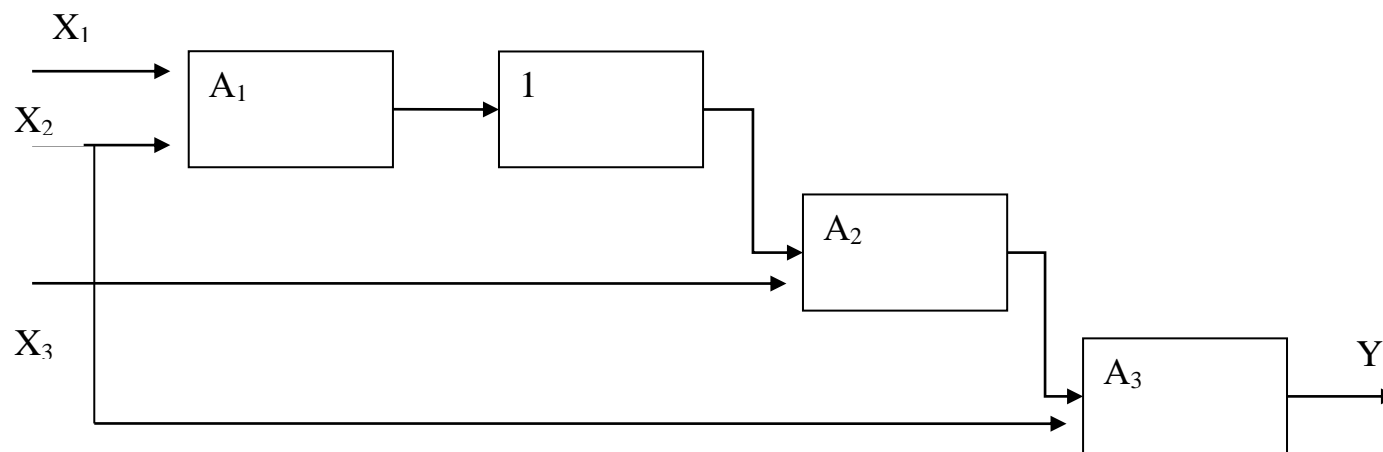 X₁
A₁
1
X₂
A₂
X₃
A₃
Y